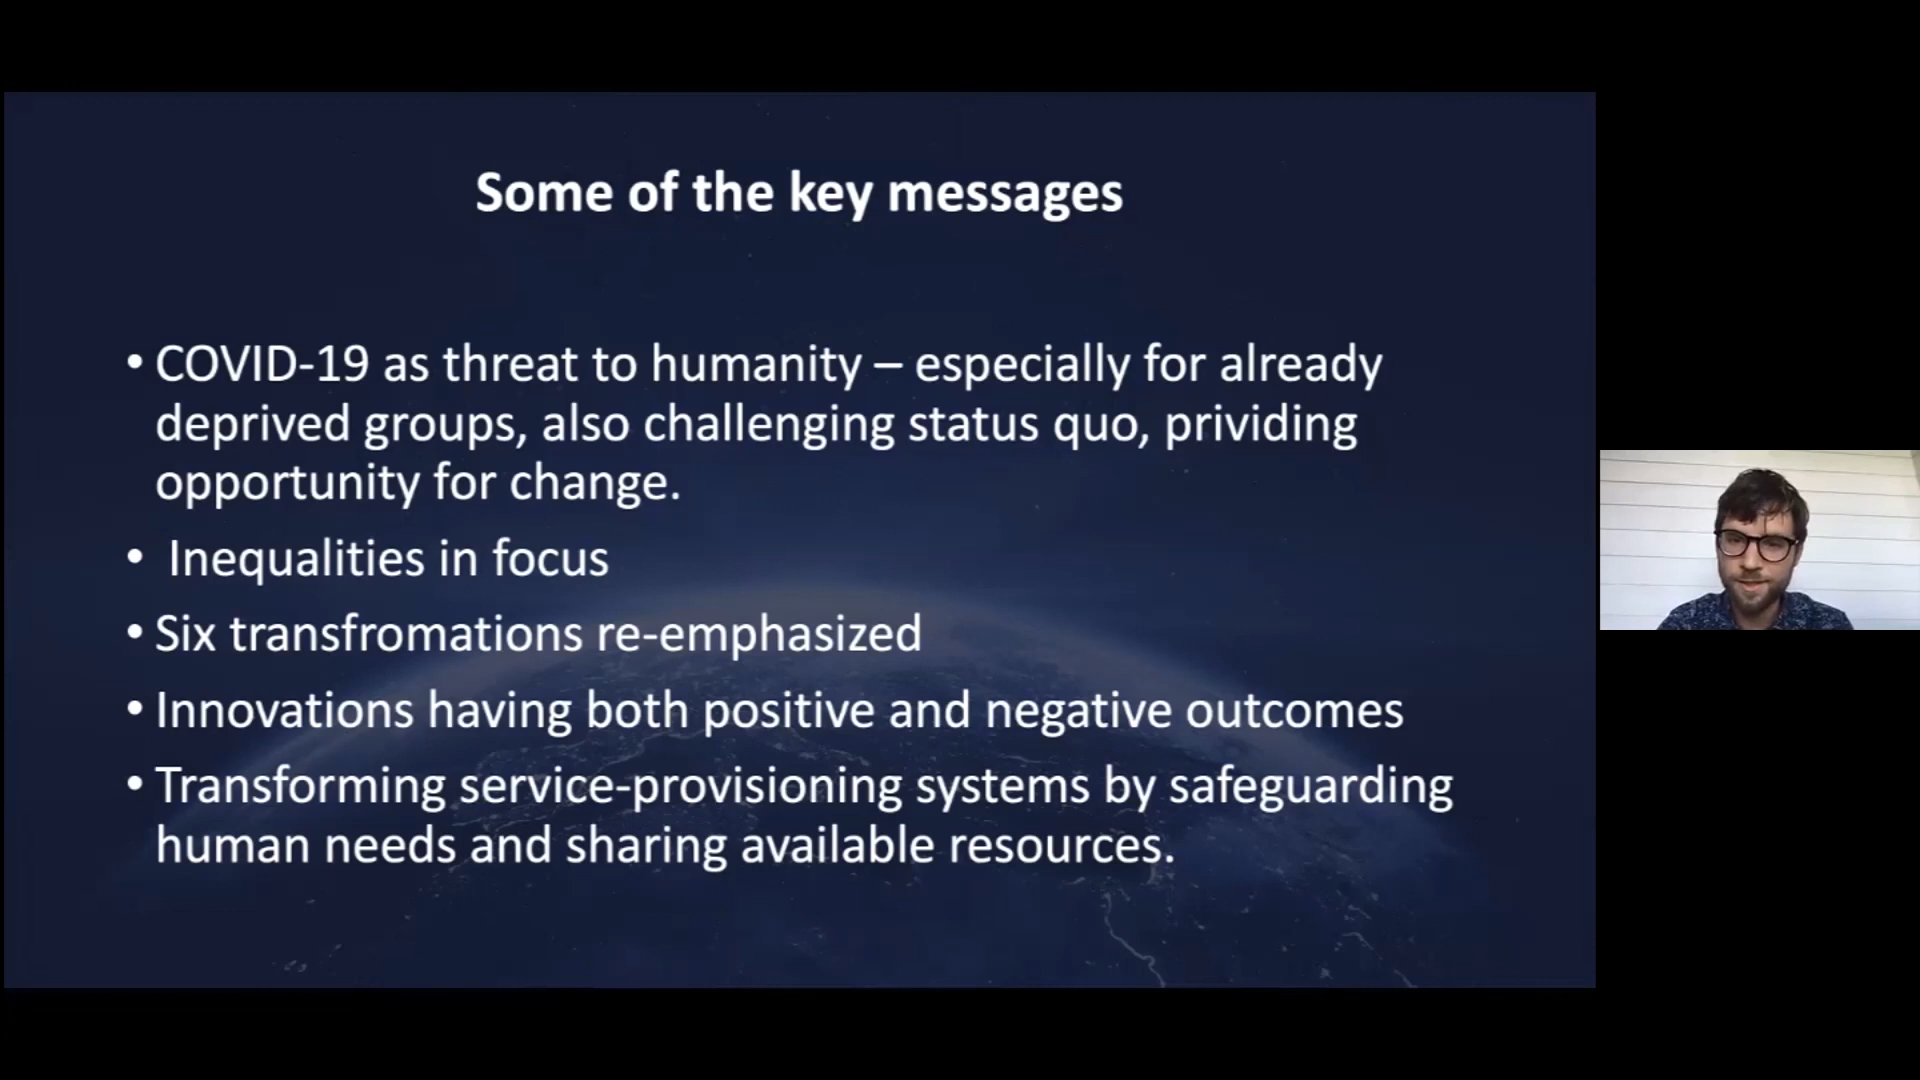 Some of the key messages
• COVID-19 as threat to humanity – especially for already
deprived groups, also challenging status quo, prividing
opportunity for change.
• Inequalities in focus
• Six transfromations re-emphasized
• Innovations having both positive and negative outcomes
• Transforming service-provisioning systems by safeguarding
human needs and sharing available resources.